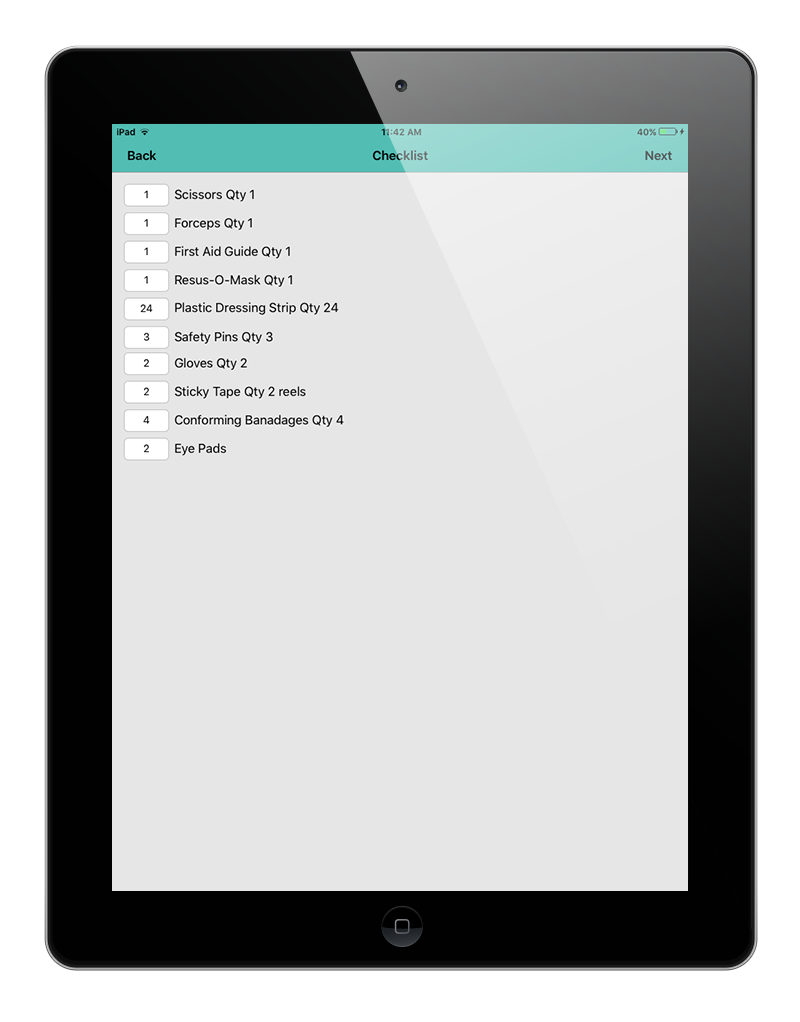 iPad 11:42 AM 40%
Back Checklist Next
1 Scissors Qty 1
1 Forceps Qty 1
1 First Aid Guide Qty 1
1 Resus-O-Mask Qty 1
24 Plastic Dressing Strip Qty 24
3 Safety Pins Qty 3
2 Gloves Qty 2
2 Sticky Tape Qty 2 reels
4 Conforming Banadages Qty 4
2 Eye Pads